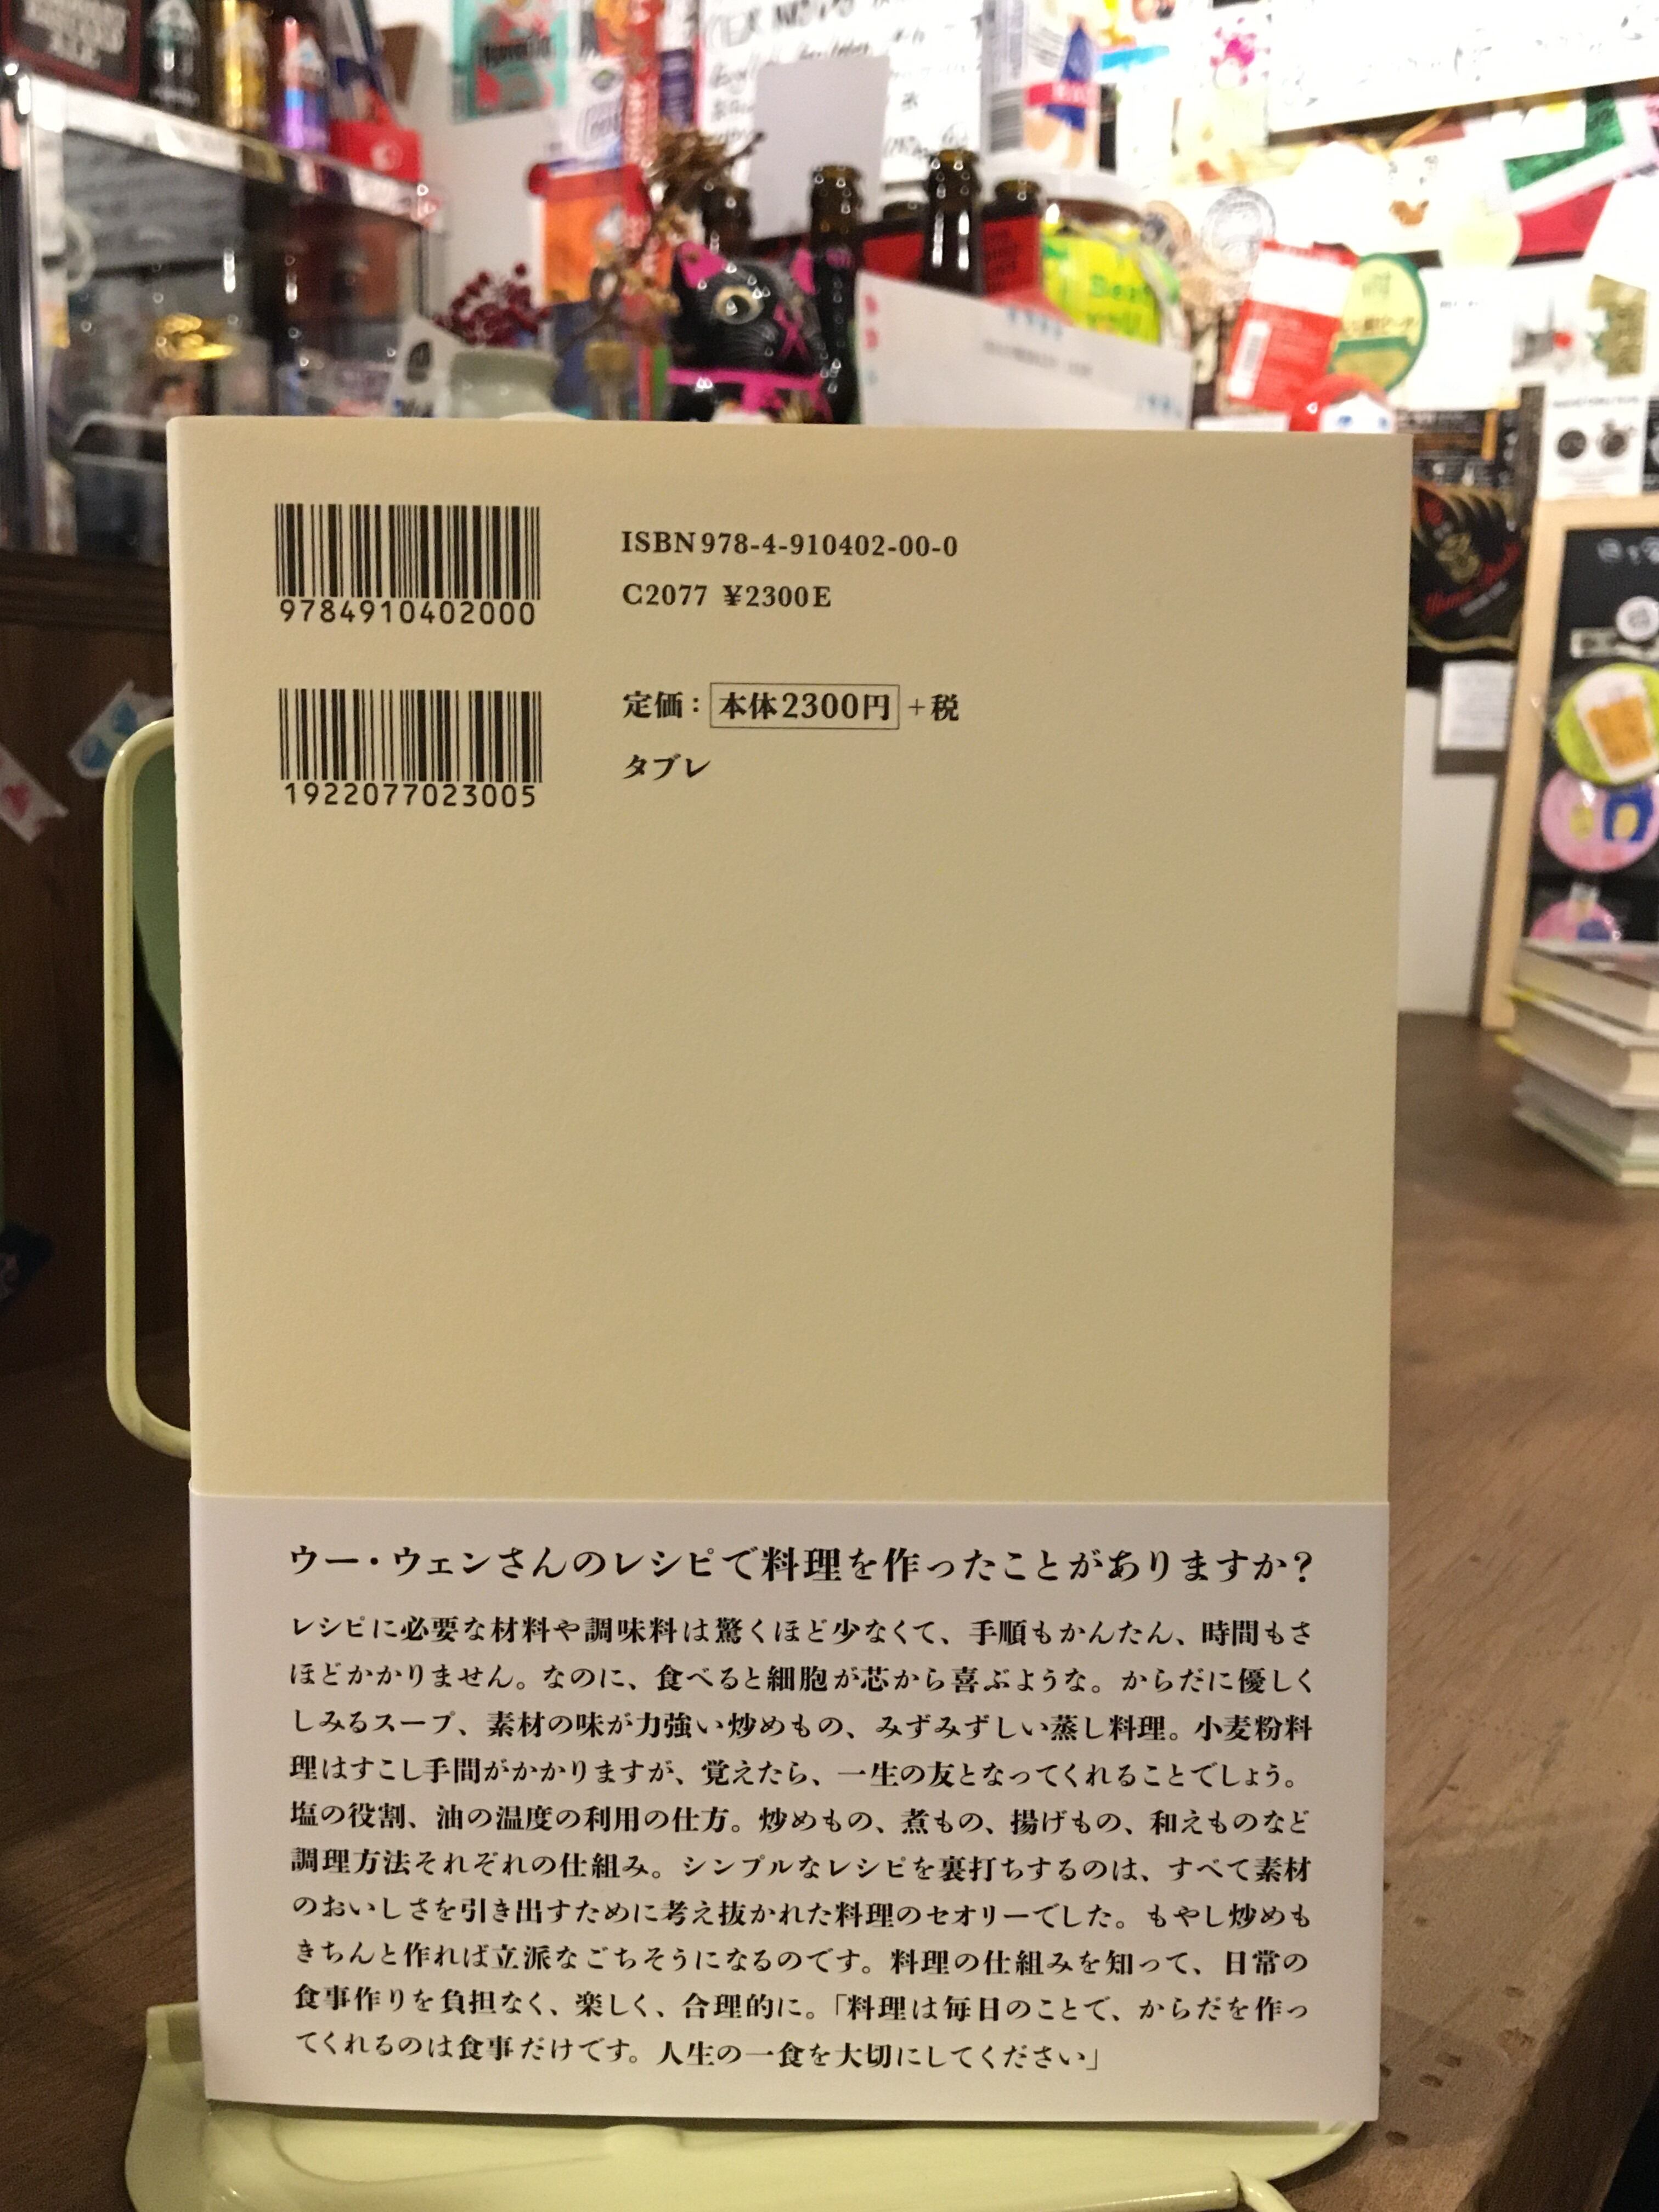 9784910402000
ISBN978-4-910402-00-0
C2077 ¥2300E
1922077023005
定価：本体2300円+税
タブレ
ウー・ウェンさんのレシピで料理を作ったことがありますか？
レシピに必要な材料や調味料は驚くほど少なくて、手順もかんたん、時間もさ
ほどかかりません。なのに、食べると細胞が芯から喜ぶような。からだに優しく
しみるスープ、素材の味が力強い炒めもの、みずみずしい蒸し料理。小麦粉料
理はすこし手間がかかりますが、覚えたら、一生の友となってくれることでしょう。
塩の役割、油の温度の利用の仕方。炒めもの、煮もの、揚げもの、和えものなど
調理方法それぞれの仕組み。シンプルなレシピを裏打ちするのは、すべて素材
のおいしさを引き出すために考え抜かれた料理のセオリーでした。もやし炒めも
きちんと作れば立派なごちそうになるのです。料理の仕組みを知って、日常の
食事作りを負担なく、楽しく、合理的に。「料理は毎日のことで、からだを作っ
てくれるのは食事だけです。人生の一食を大切にしてください」